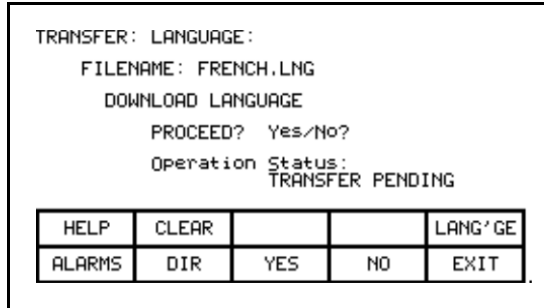 TRANSFER: LANGUAGE:
FILENAME: FRENCH.LNG
DOWNLOAD LANGUAGE
PROCEED? Yes/No?
Operation Status:
TRANSFER PENDING
HELP CLEAR LANG'GE
ALARMS DIR YES NO EXIT
.